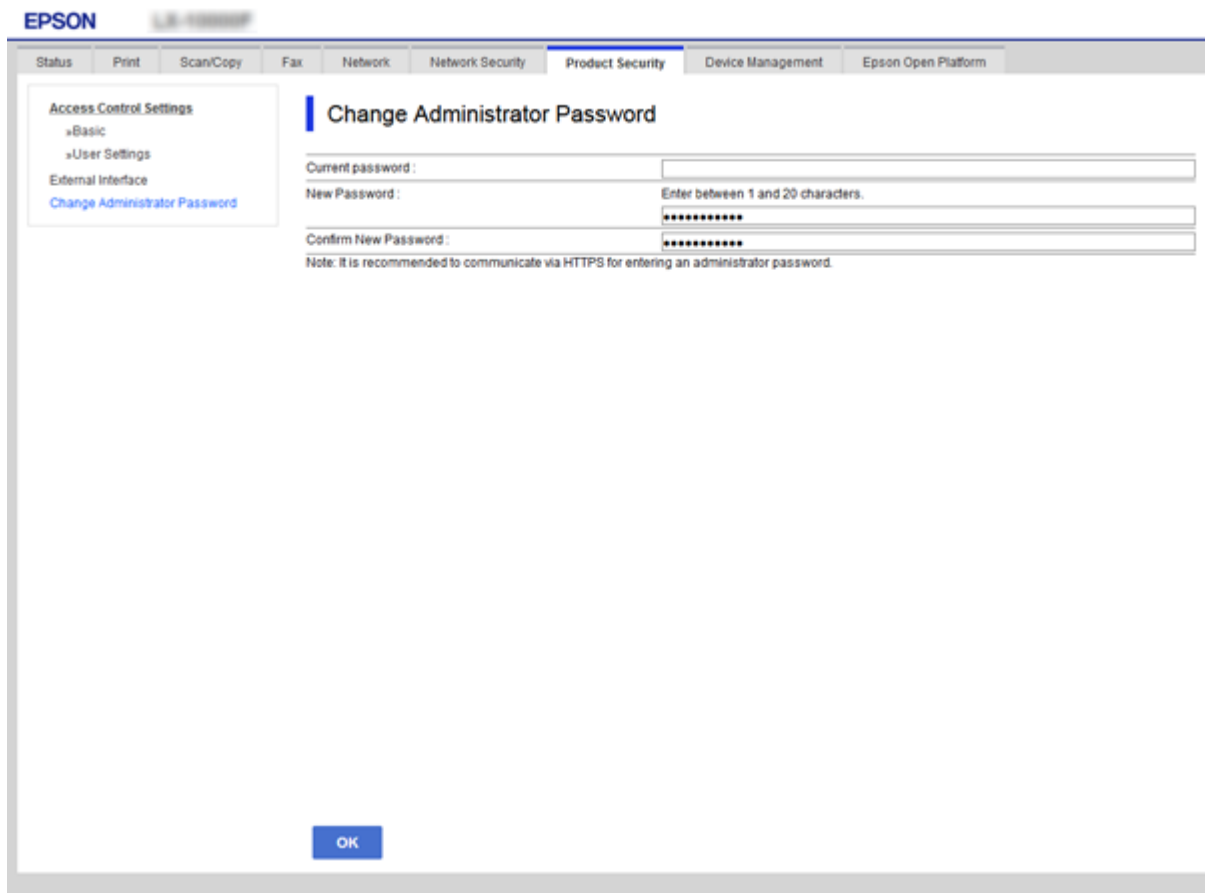 EPSON
Status Print Scan/Copy Fax Network Network Security Product Security Device Management Epson Open Platform
Access Control Settings
»Basic
»User Settings
External Interface
Change Administrator Password
Change Administrator Password
Current password :
New Password : Enter between 1 and 20 characters.
•••••••••••
Confirm New Password : •••••••••••
Note: It is recommended to communicate via HTTPS for entering an administrator password.
OK